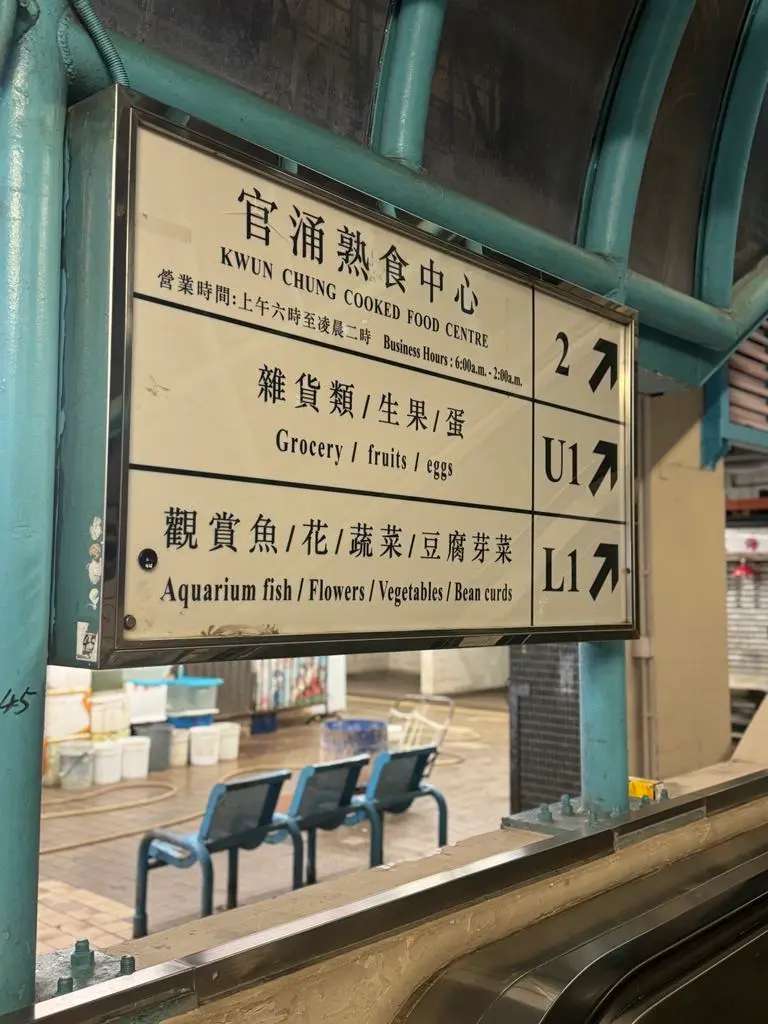 官涌熟食中心
KWUN CHUNG COOKED FOOD CENTRE
營業時間:上午六時至凌晨二時 Business Hours : 6:00a.m. - 2:00a.m.
2
雜貨類/生果/蛋
Grocery / fruits / eggs
U1
觀賞魚/花/蔬菜/豆腐芽菜
Aquarium fish / Flowers / Vegetables / Bean curds
L1
45
45